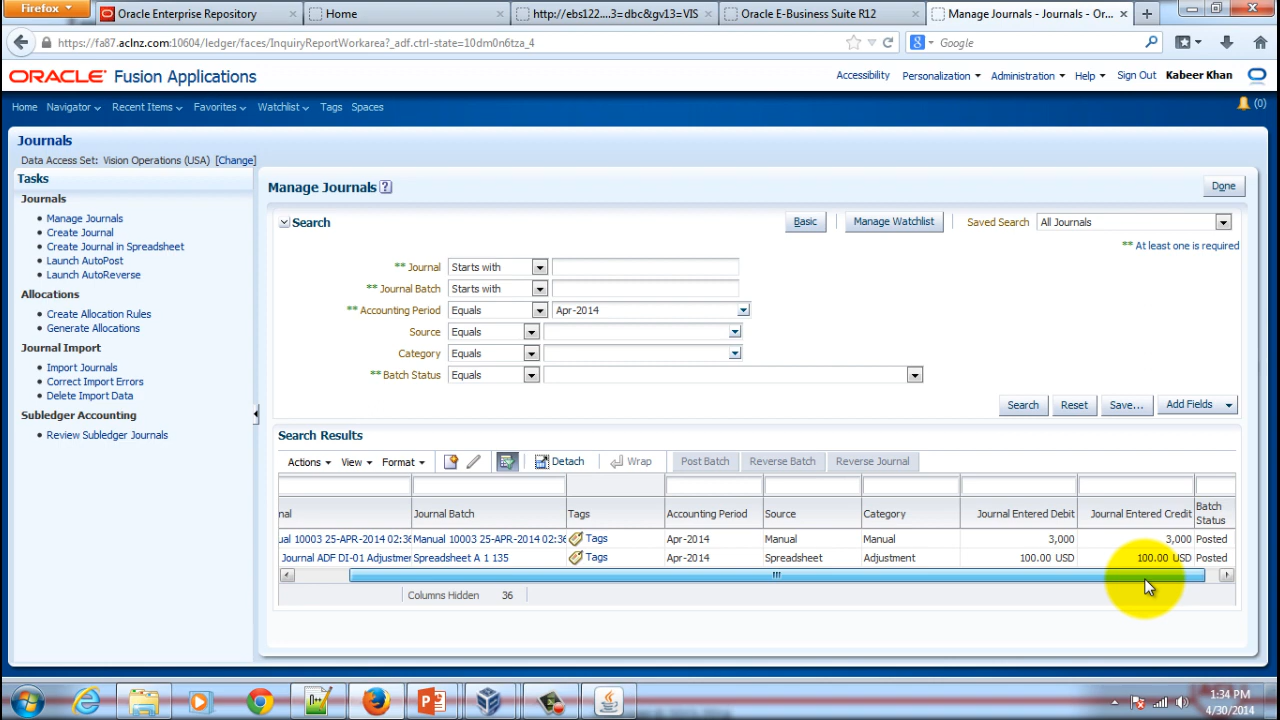 Firefox
Oracle Enterprise Repository
Home
http://ebs122....3=dbc&gv13=VIS
Oracle E-Business Suite R12
Manage Journals - Journals - Or...
https://fa87.aclnz.com:10604/ledger/faces/InquiryReportWorkarea?_adf.ctrl-state=10dm0n6tza_4
Google
ORACLE Fusion Applications
Accessibility Personalization Administration Help Sign Out Kabeer Khan
Home Navigator Recent Items Favorites Watchlist Tags Spaces
(0)
Journals
Data Access Set: Vision Operations (USA) [Change]
Tasks
Journals
Manage Journals
Create Journal
Create Journal in Spreadsheet
Launch AutoPost
Launch AutoReverse
Allocations
Create Allocation Rules
Generate Allocations
Journal Import
Import Journals
Correct Import Errors
Delete Import Data
Subledger Accounting
Review Subledger Journals
Manage Journals
Done
Search
Basic Manage Watchlist Saved Search All Journals
** At least one is required
** Journal Starts with
** Journal Batch Starts with
** Accounting Period Equals Apr-2014
Source Equals
Category Equals
** Batch Status Equals
Search Reset Save... Add Fields
Search Results
Actions View Format Detach Wrap Post Batch Reverse Batch Reverse Journal
nal Journal Batch Tags Accounting Period Source Category Journal Entered Debit Journal Entered Credit Batch Status
ual 10003 25-APR-2014 02:36 Manual 10003 25-APR-2014 02:36 Tags Apr-2014 Manual Manual 3,000 3,000 Posted
Journal ADF DI-01 Adjustmer Spreadsheet A 1 135 Tags Apr-2014 Spreadsheet Adjustment 100.00 USD 100.00 USD Posted
Columns Hidden 36
1:34 PM
4/30/2014